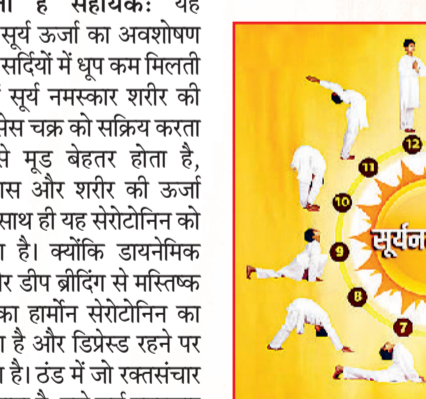 ता है सहायकः यह
सूर्य ऊर्जा का अवशोषण
सर्दियों में धूप कम मिलती
सूर्य नमस्कार शरीर की
सेस चक्र को सक्रिय करता
से मूड बेहतर होता है,
और शरीर की ऊर्जा
साथ ही यह सेरोटोनिन को
है। क्योंकि डायनेमिक
डीप ब्रीदिंग से मस्तिष्क
का हार्मोन सेरोटोनिन का
है और डिप्रेस्ड रहने पर
है। ठंड में जो रक्तसंचार
12
11
10
9
8
7
सूर्यन